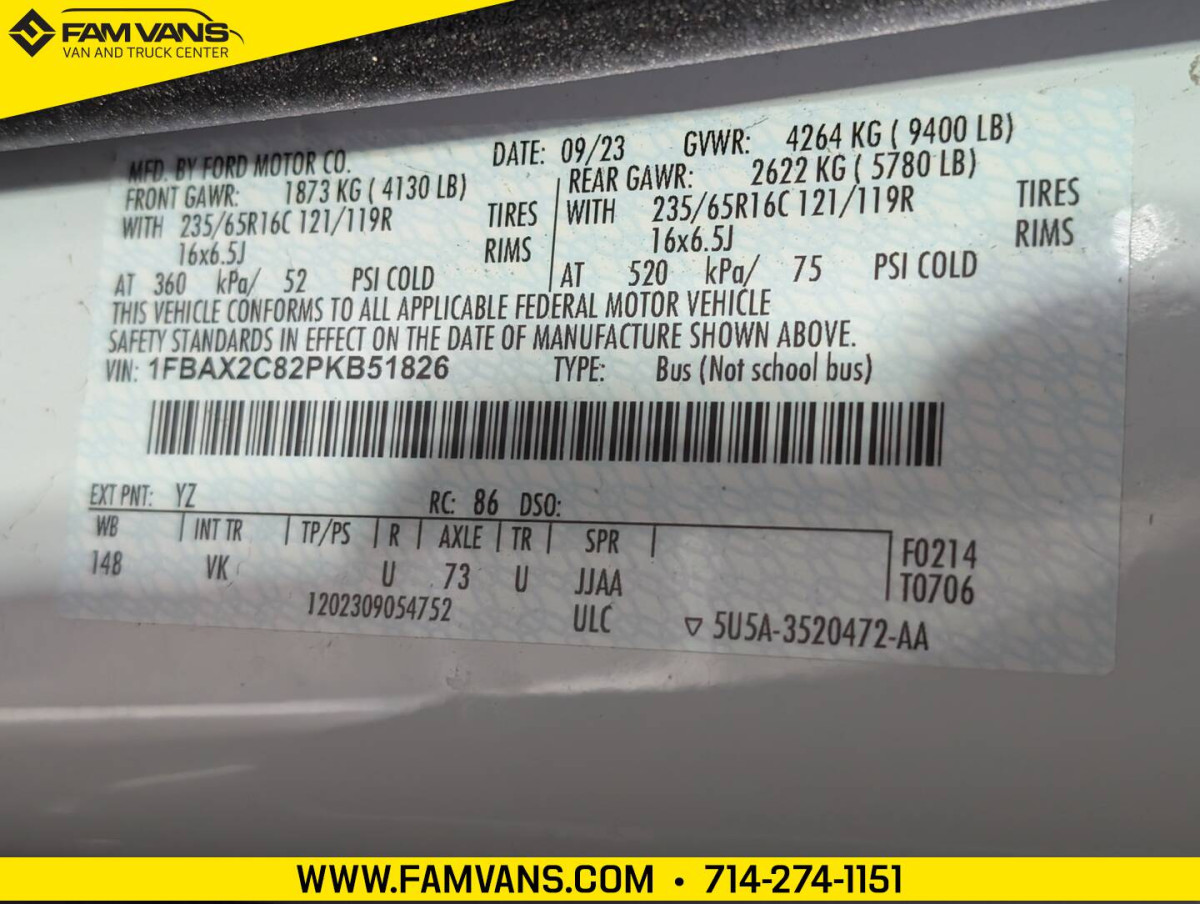 FAM VANS
VAN AND TRUCK CENTER
MFD. BY FORD MOTOR CO. DATE: 09/23 GVWR: 4264 KG ( 9400 LB)
FRONT GAWR: 1873 KG ( 4130 LB) REAR GAWR: 2622 KG ( 5780 LB)
WITH 235/65R16C 121/119R TIRES WITH 235/65R16C 121/119R TIRES
16x6.5J RIMS 16x6.5J RIMS
AT 360 kPa/ 52 PSI COLD AT 520 kPa/ 75 PSI COLD
THIS VEHICLE CONFORMS TO ALL APPLICABLE FEDERAL MOTOR VEHICLE
SAFETY STANDARDS IN EFFECT ON THE DATE OF MANUFACTURE SHOWN ABOVE.
VIN: 1FBAX2C82PKB51826 TYPE: Bus (Not school bus)
EXT PNT: YZ RC: 86 DSO:
WB INT TR TP/PS R AXLE TR SPR F0214
148 VK U 73 U JJAA T0706
1202309054752 ULC ▽ 5U5A-3520472-AA
WWW.FAMVANS.COM • 714-274-1151